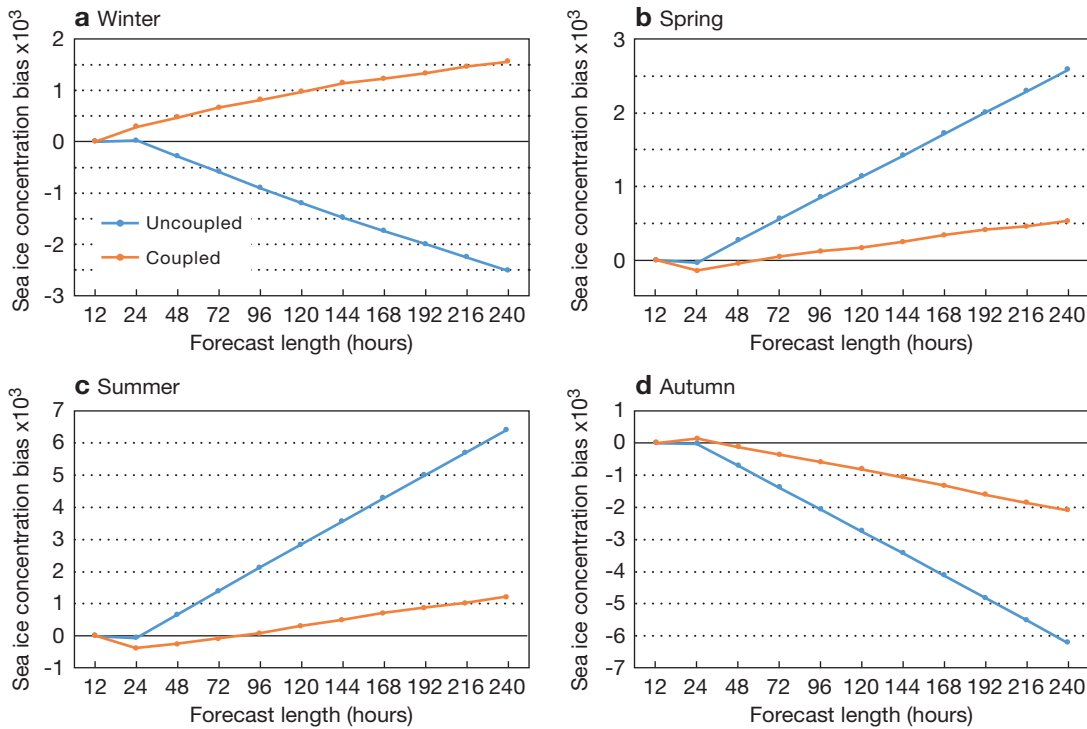 a Winter
Sea ice concentration bias x10³
2
1
0
-1
-2
-3
Uncoupled
Coupled
12 24 48 72 96 120 144 168 192 216 240
Forecast length (hours)
b Spring
Sea ice concentration bias x10³
3
2
1
0
12 24 48 72 96 120 144 168 192 216 240
Forecast length (hours)
c Summer
Sea ice concentration bias x10³
7
6
5
4
3
2
1
0
-1
12 24 48 72 96 120 144 168 192 216 240
Forecast length (hours)
d Autumn
Sea ice concentration bias x10³
1
0
-1
-2
-3
-4
-5
-6
-7
12 24 48 72 96 120 144 168 192 216 240
Forecast length (hours)